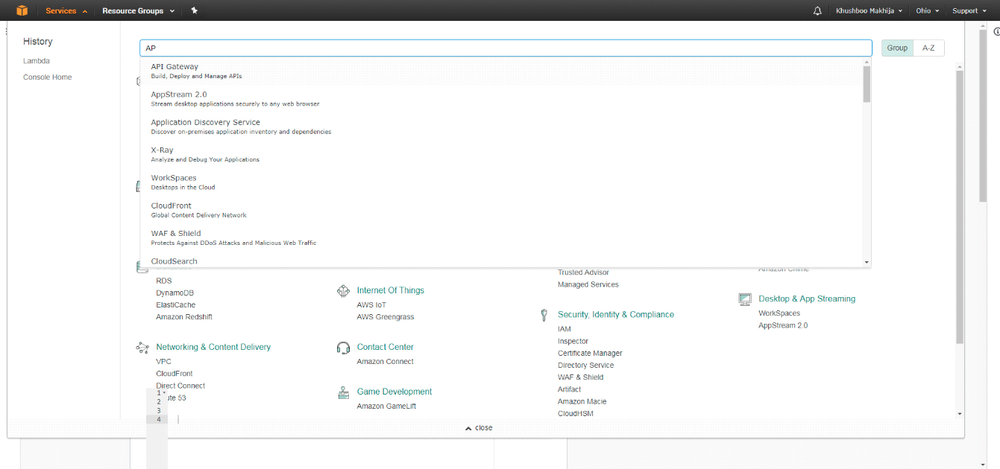 Services
Resource Groups
Khushboo Makhija
Ohio
Support
History
Lambda
Console Home
AP
Group
A-Z
API Gateway
Build, Deploy and Manage APIs
AppStream 2.0
Stream desktop applications securely to any web browser
Application Discovery Service
Discover on-premises application inventory and dependencies
X-Ray
Analyze and Debug Your Applications
WorkSpaces
Desktops in the Cloud
CloudFront
Global Content Delivery Network
WAF & Shield
Protects Against DDoS Attacks and Malicious Web Traffic
CloudSearch
RDS
DynamoDB
ElastiCache
Amazon Redshift
Networking & Content Delivery
VPC
CloudFront
Direct Connect
ute 53
1
2
3
4
Internet Of Things
AWS IoT
AWS Greengrass
Contact Center
Amazon Connect
Game Development
Amazon GameLift
Trusted Advisor
Managed Services
Security, Identity & Compliance
IAM
Inspector
Certificate Manager
Directory Service
WAF & Shield
Artifact
Amazon Macie
CloudHSM
Amazon Chime
Desktop & App Streaming
WorkSpaces
AppStream 2.0
close